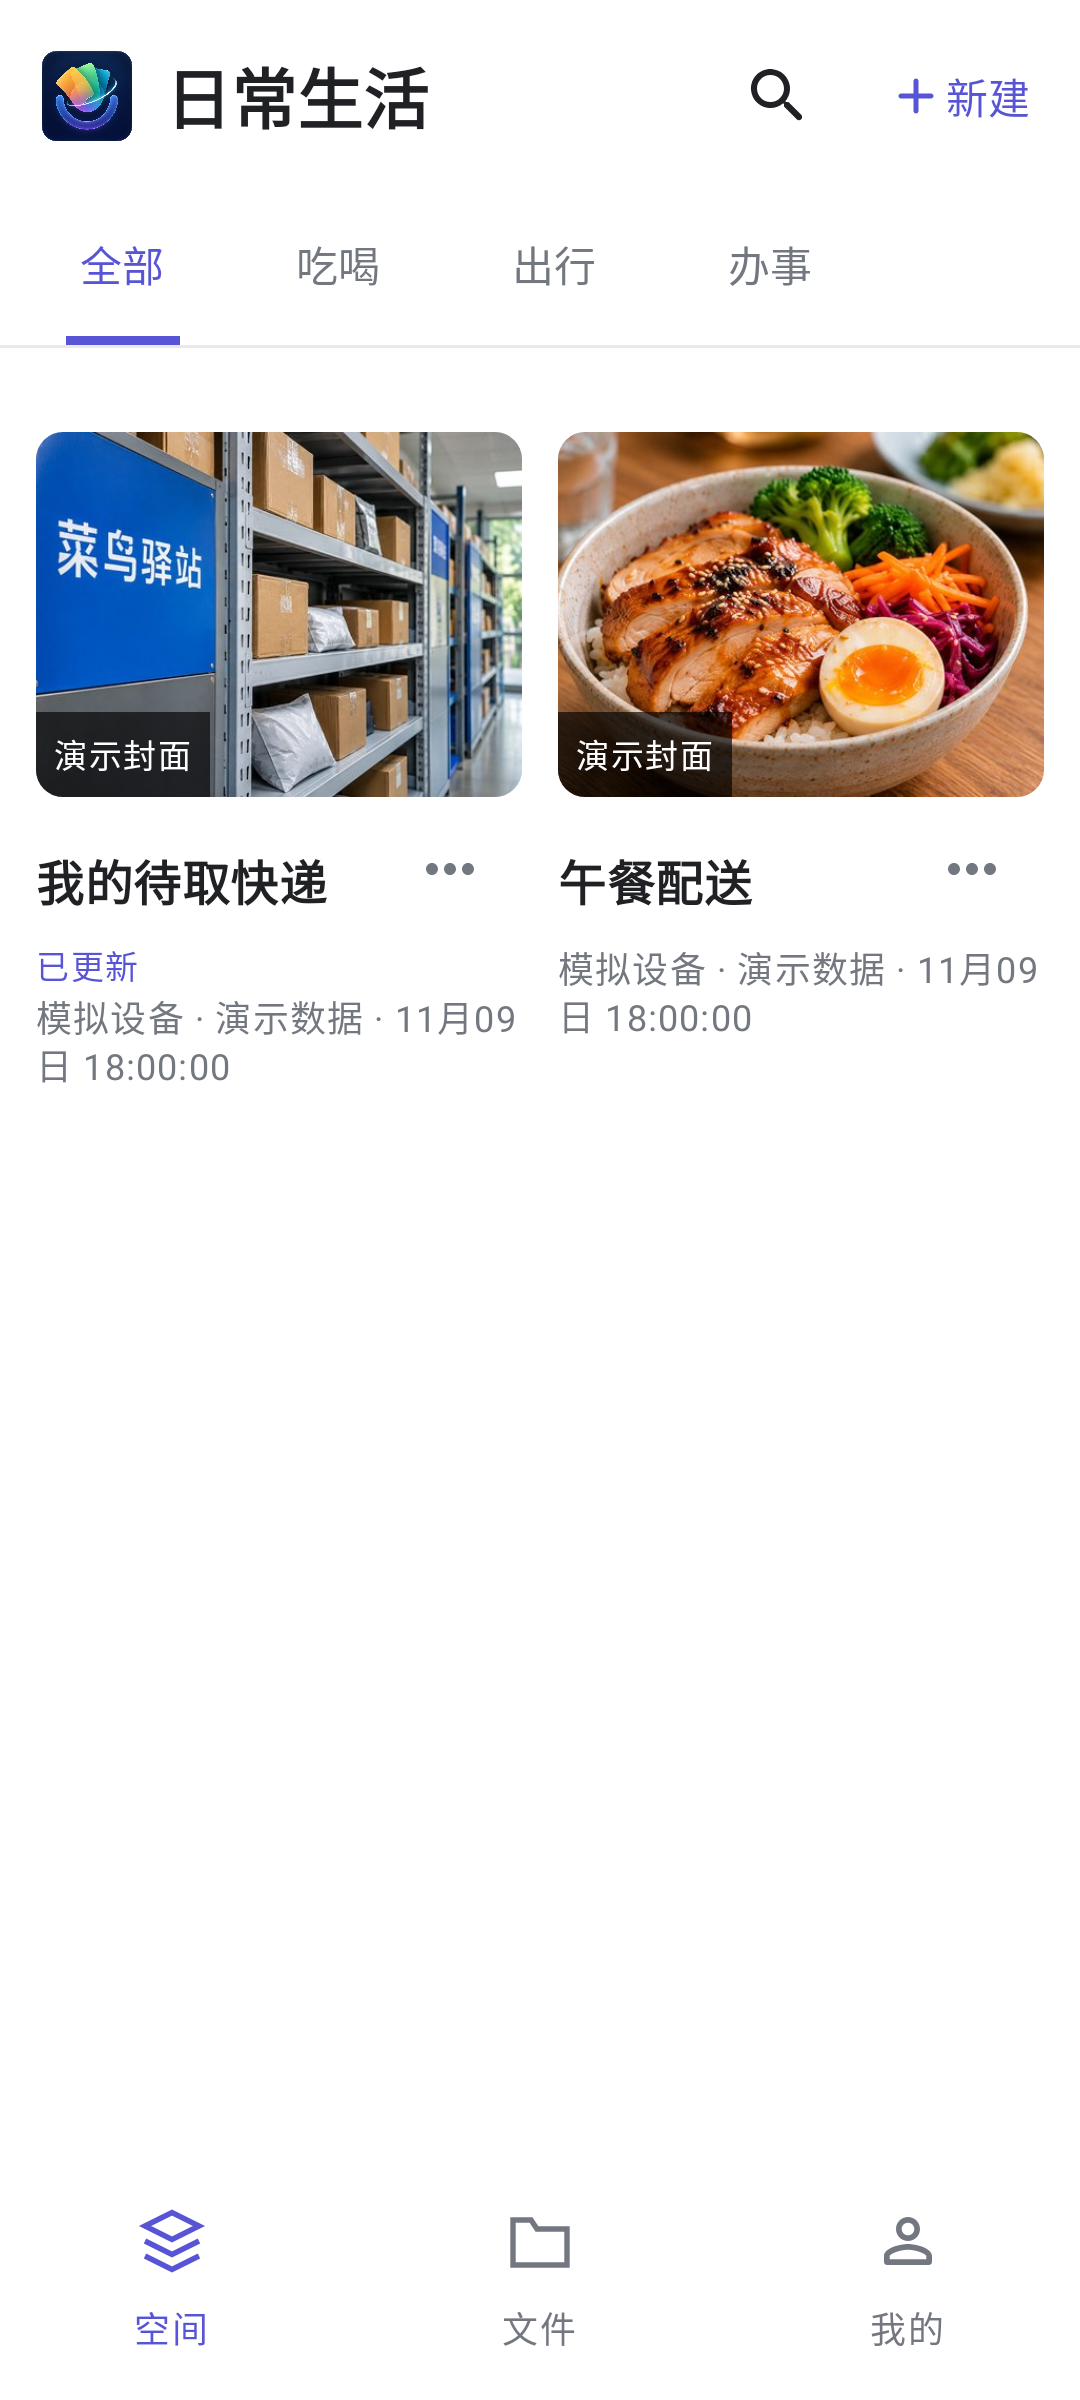 日常生活
新建
全部
吃喝
出行
办事
菜鸟驿站
演示封面
演示封面
我的待取快递
午餐配送
已更新
模拟设备 · 演示数据 · 11月09
日 18:00:00
模拟设备 · 演示数据 · 11月09
日 18:00:00
空间
文件
我的